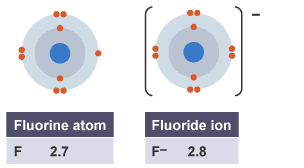 –
Fluorine atom
F 2.7
Fluoride ion
F– 2.8